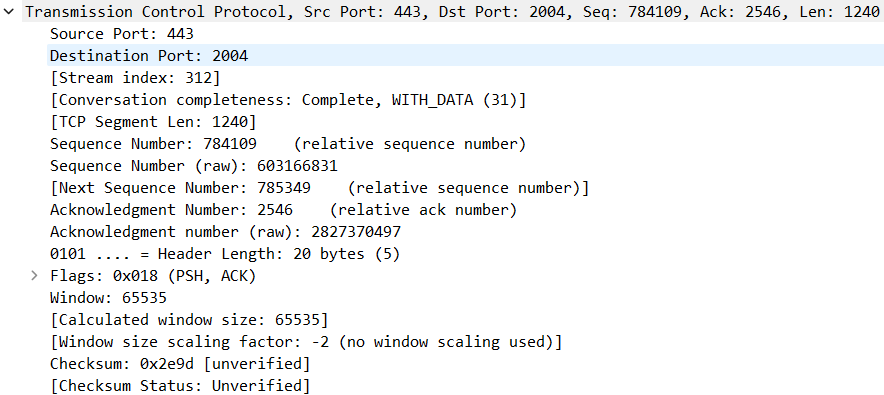 Transmission Control Protocol, Src Port: 443, Dst Port: 2004, Seq: 784109, Ack: 2546, Len: 1240
Source Port: 443
Destination Port: 2004
[Stream index: 312]
[Conversation completeness: Complete, WITH_DATA (31)]
[TCP Segment Len: 1240]
Sequence Number: 784109    (relative sequence number)
Sequence Number (raw): 603166831
[Next Sequence Number: 785349    (relative sequence number)]
Acknowledgment Number: 2546    (relative ack number)
Acknowledgment number (raw): 2827370497
0101 .... = Header Length: 20 bytes (5)
Flags: 0x018 (PSH, ACK)
Window: 65535
[Calculated window size: 65535]
[Window size scaling factor: -2 (no window scaling used)]
Checksum: 0x2e9d [unverified]
[Checksum Status: Unverified]